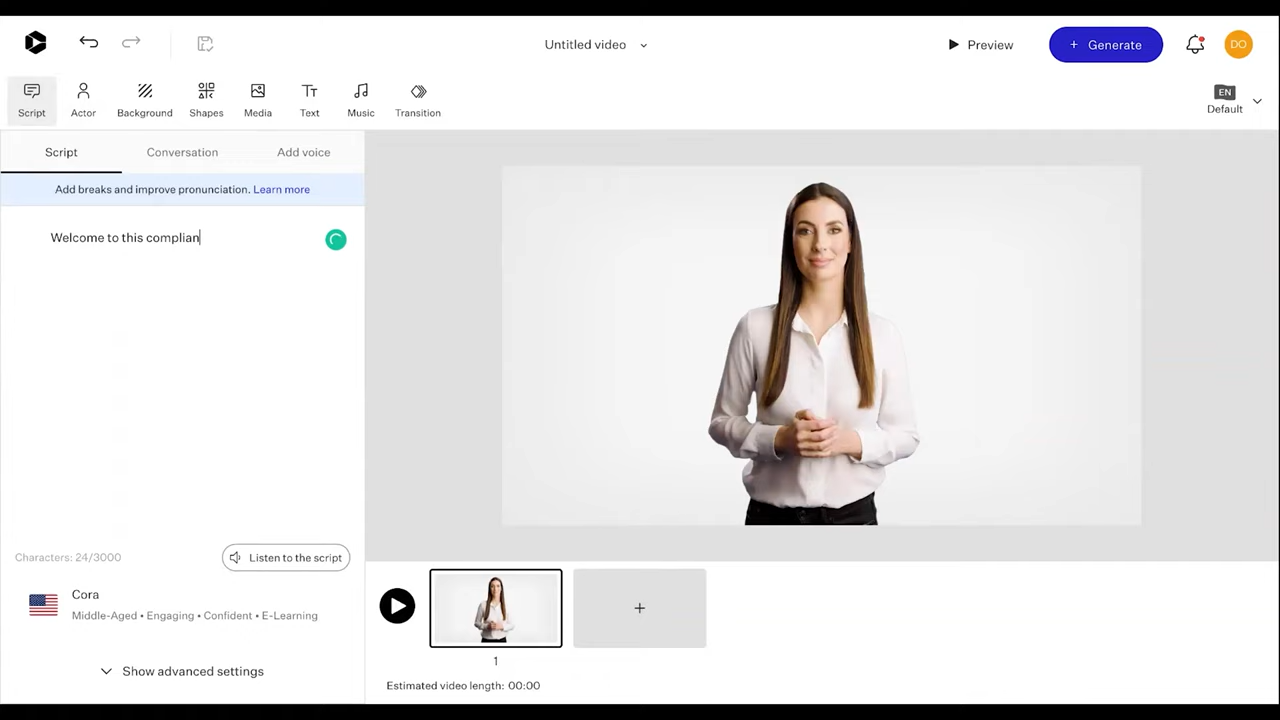 Untitled video
Preview
+ Generate
DO
Script
Actor
Background
Shapes
Media
Text
Music
Transition
EN
Default
Script
Conversation
Add voice
Add breaks and improve pronunciation. Learn more
Welcome to this complian
Characters: 24/3000
Listen to the script
Cora
Middle-Aged • Engaging • Confident • E-Learning
Show advanced settings
+
1
Estimated video length: 00:00